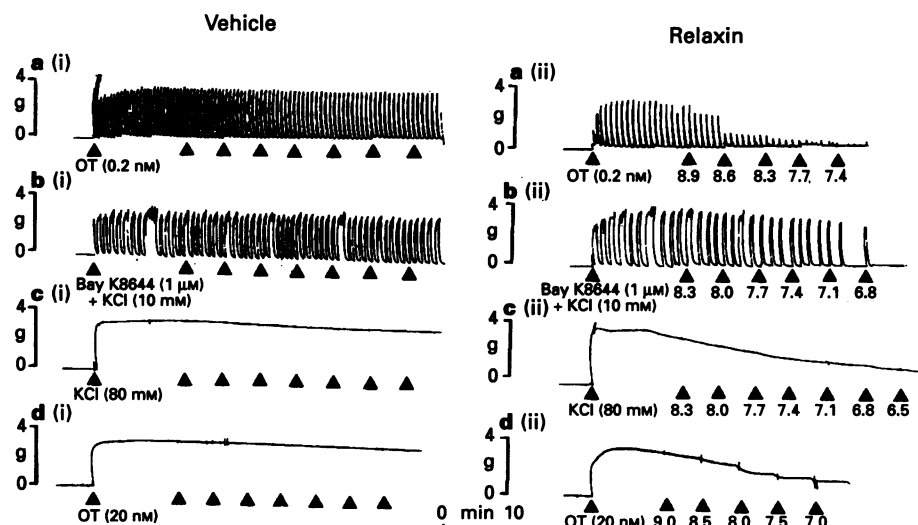 Vehicle
Relaxin
a (i)
4
g
0
OT (0.2 nM)
a (ii)
4
g
0
OT (0.2 nM) 8.9 8.6 8.3 7.7 7.4
b (i)
4
g
0
Bay K8644 (1 μM)
+ KCl (10 mM)
b (ii)
4
g
0
Bay K8644 (1 μM) 8.3 8.0 7.7 7.4 7.1 6.8
+ KCl (10 mM)
c (i)
4
g
0
KCl (80 mM)
c (ii)
4
g
0
KCl (80 mM) 8.3 8.0 7.7 7.4 7.1 6.8 6.5
d (i)
4
g
0
OT (20 nM)
d (ii)
4
g
0
OT (20 nM) 9.0 8.5 8.0 7.5 7.0
0 min 10